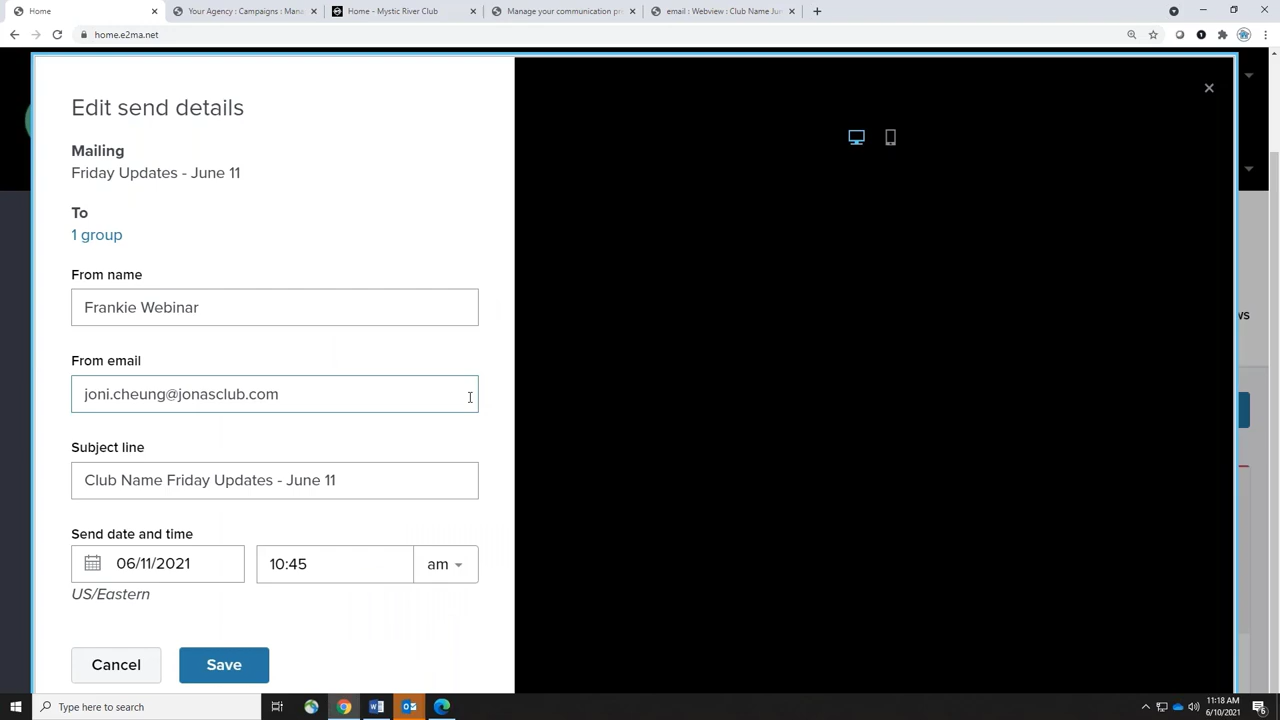 Home
Your Agency : Campaigns : Mana
Home - Mystic River Club
Manage your communication pr
email : Webview : Club Name Jun
home.e2ma.net
Edit send details
Mailing
Friday Updates - June 11
To
1 group
From name
Frankie Webinar
From email
joni.cheung@jonasclub.com
Subject line
Club Name Friday Updates - June 11
Send date and time
06/11/2021
10:45
am
US/Eastern
Cancel
Save
ws
Type here to search
11:18 AM
6/10/2021